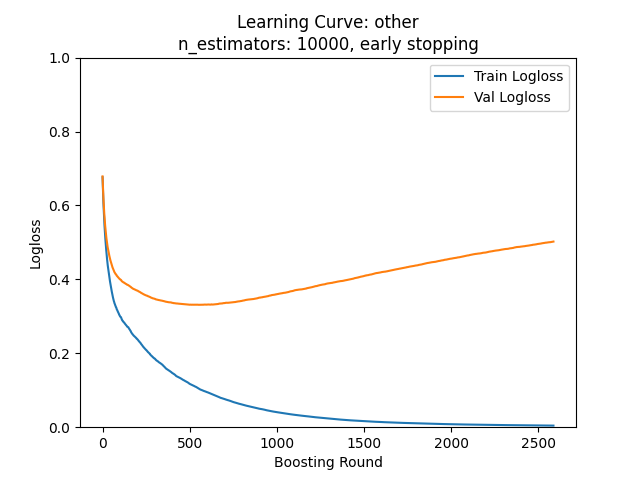 Learning Curve: other
n_estimators: 10000, early stopping
Train Logloss
Val Logloss
1.0
0.8
0.6
0.4
0.2
0.0
Logloss
0 500 1000 1500 2000 2500
Boosting Round